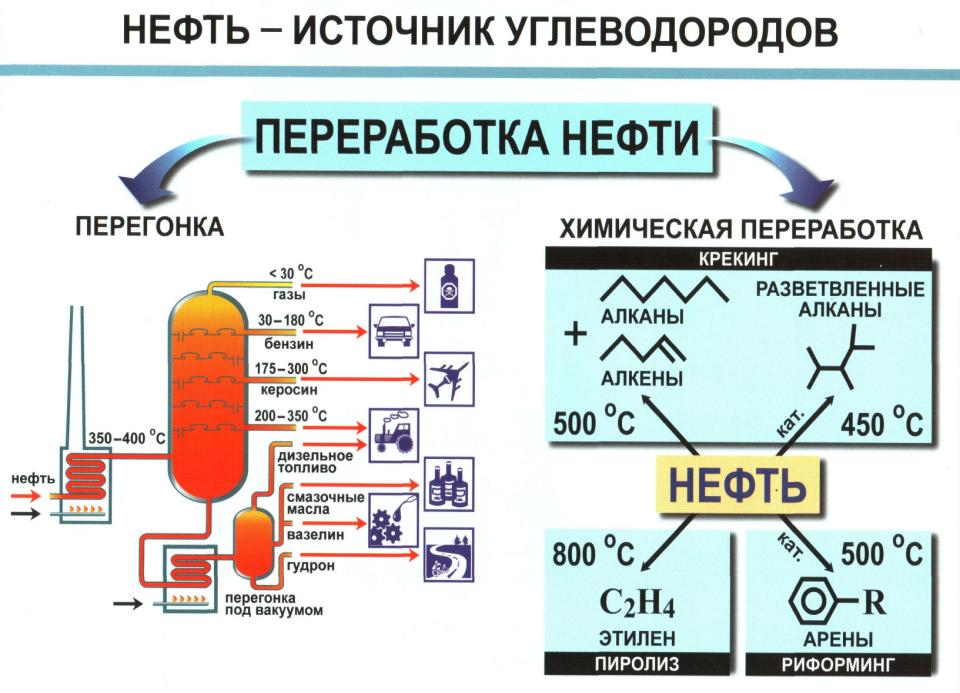 НЕФТЬ – ИСТОЧНИК УГЛЕВОДОРОДОВ
ПЕРЕРАБОТКА НЕФТИ
ПЕРЕГОНКА
< 30 °C
газы
30–180 °C
бензин
175–300 °C
керосин
200–350 °C
дизельное
топливо
350–400 °C
нефть
смазочные
масла
вазелин
гудрон
перегонка
под вакуумом
ХИМИЧЕСКАЯ ПЕРЕРАБОТКА
КРЕКИНГ
АЛКАНЫ
+
АЛКЕНЫ
500 °C
РАЗВЕТВЛЕННЫЕ
АЛКАНЫ
кат.
450 °C
НЕФТЬ
800 °C
C2H4
ЭТИЛЕН
ПИРОЛИЗ
кат.
500 °C
R
АРЕНЫ
РИФОРМИНГ